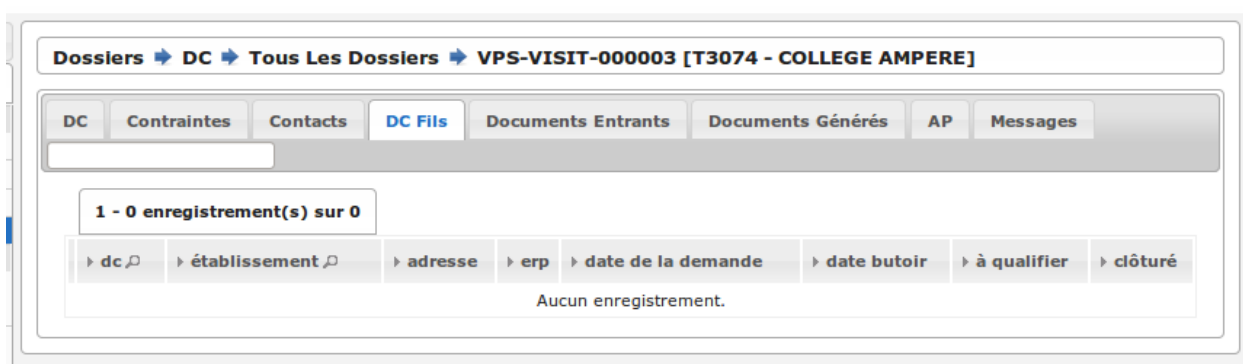 Dossiers DC Tous Les Dossiers VPS-VISIT-000003 [T3074 - COLLEGE AMPERE]
DC Contraintes Contacts DC Fils Documents Entrants Documents Générés AP Messages
1 - 0 enregistrement(s) sur 0
dc établissement adresse erp date de la demande date butoir à qualifier clôturé
Aucun enregistrement.